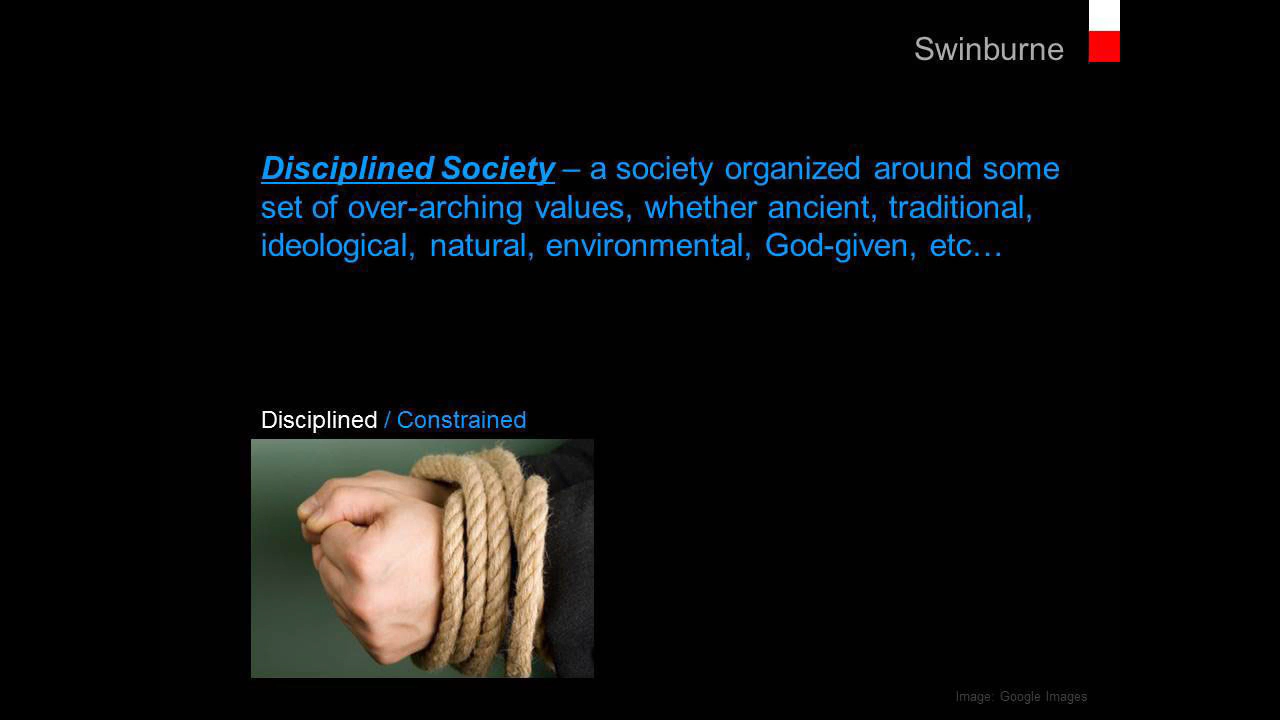 Swinburne
Disciplined Society – a society organized around some
set of over-arching values, whether ancient, traditional,
ideological, natural, environmental, God-given, etc…
Disciplined / Constrained
Image: Google Images